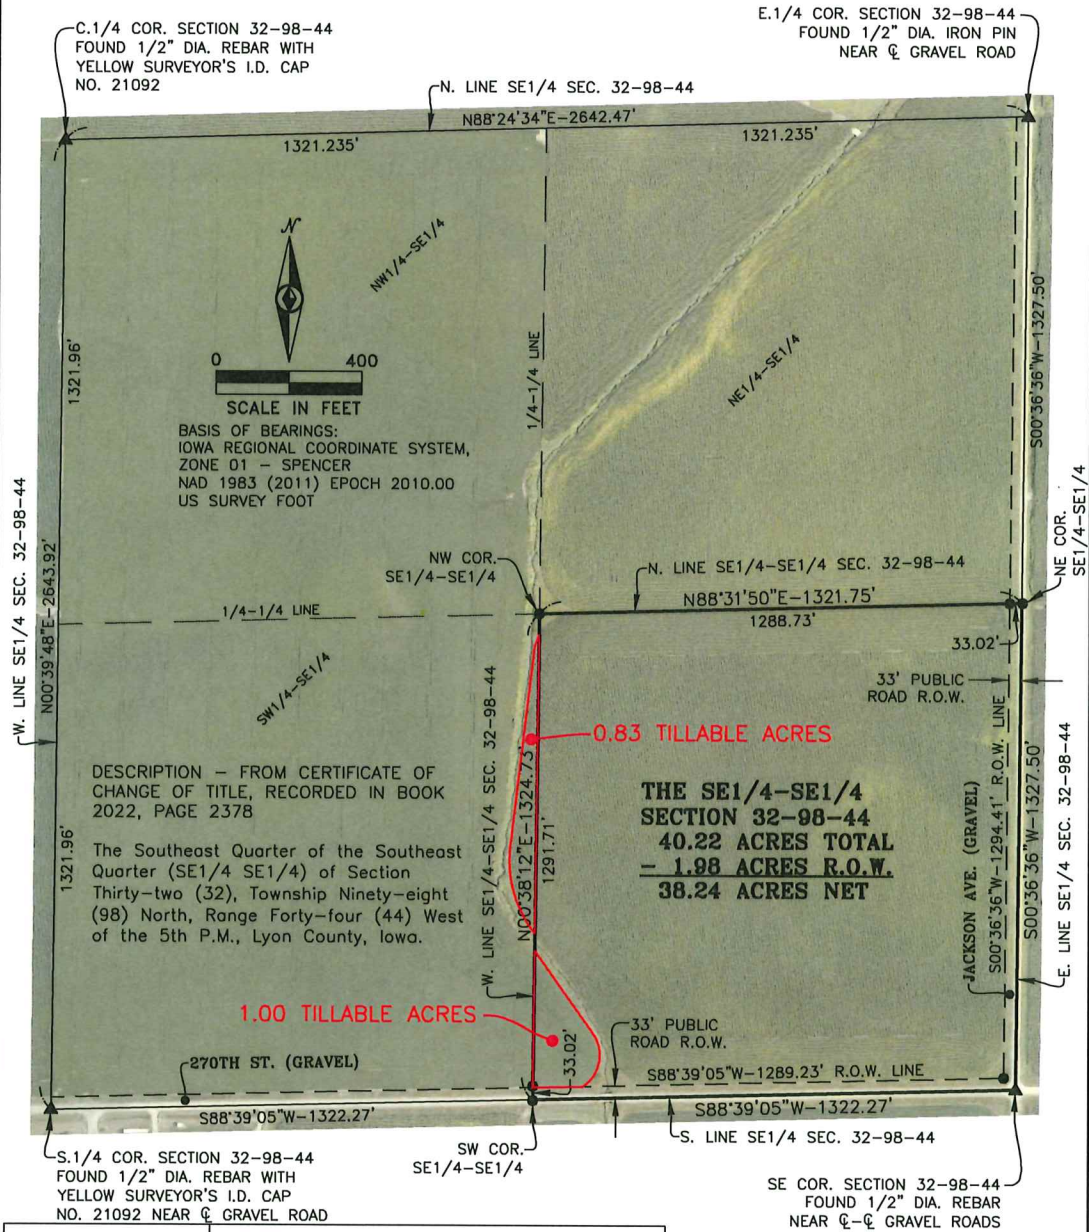 C.1/4 COR. SECTION 32-98-44
FOUND 1/2" DIA. REBAR WITH
YELLOW SURVEYOR'S I.D. CAP
NO. 21092
E.1/4 COR. SECTION 32-98-44
FOUND 1/2" DIA. IRON PIN
NEAR ℄ GRAVEL ROAD
N. LINE SE1/4 SEC. 32-98-44
N88°24'34"E-2642.47'
1321.235'
1321.235'
N
NW1/4-SE1/4
0 400
SCALE IN FEET
BASIS OF BEARINGS:
IOWA REGIONAL COORDINATE SYSTEM,
ZONE 01 - SPENCER
NAD 1983 (2011) EPOCH 2010.00
US SURVEY FOOT
1321.96'
1/4-1/4 LINE
NE1/4-SE1/4
S00°36'36"W-1327.50'
W. LINE SE1/4 SEC. 32-98-44
N00°39'48"E-2643.92'
NW COR.
SE1/4-SE1/4
N. LINE SE1/4-SE1/4 SEC. 32-98-44
NE COR.
SE1/4-SE1/4
1/4-1/4 LINE
N88°31'50"E-1321.75'
1288.73'
33.02'
33' PUBLIC
ROAD R.O.W.
SW1/4-SE1/4
W. LINE SE1/4-SE1/4 SEC. 32-98-44
N00°38'12"E-1324.73'
1291.71'
0.83 TILLABLE ACRES
DESCRIPTION - FROM CERTIFICATE OF
CHANGE OF TITLE, RECORDED IN BOOK
2022, PAGE 2378
The Southeast Quarter of the Southeast
Quarter (SE1/4 SE1/4) of Section
Thirty-two (32), Township Ninety-eight
(98) North, Range Forty-four (44) West
of the 5th P.M., Lyon County, Iowa.
1321.96'
THE SE1/4-SE1/4
SECTION 32-98-44
40.22 ACRES TOTAL
- 1.98 ACRES R.O.W.
38.24 ACRES NET
JACKSON AVE. (GRAVEL)
S00°36'36"W-1294.41' R.O.W. LINE
S00°36'36"W-1327.50'
E. LINE SE1/4 SEC. 32-98-44
1.00 TILLABLE ACRES
33.02'
33' PUBLIC
ROAD R.O.W.
270TH ST. (GRAVEL)
S88°39'05"W-1289.23' R.O.W. LINE
S88°39'05"W-1322.27'
S88°39'05"W-1322.27'
S. LINE SE1/4 SEC. 32-98-44
S.1/4 COR. SECTION 32-98-44
FOUND 1/2" DIA. REBAR WITH
YELLOW SURVEYOR'S I.D. CAP
NO. 21092 NEAR ℄ GRAVEL ROAD
SW COR.
SE1/4-SE1/4
SE COR. SECTION 32-98-44
FOUND 1/2" DIA. REBAR
NEAR ℄-℄ GRAVEL ROADS